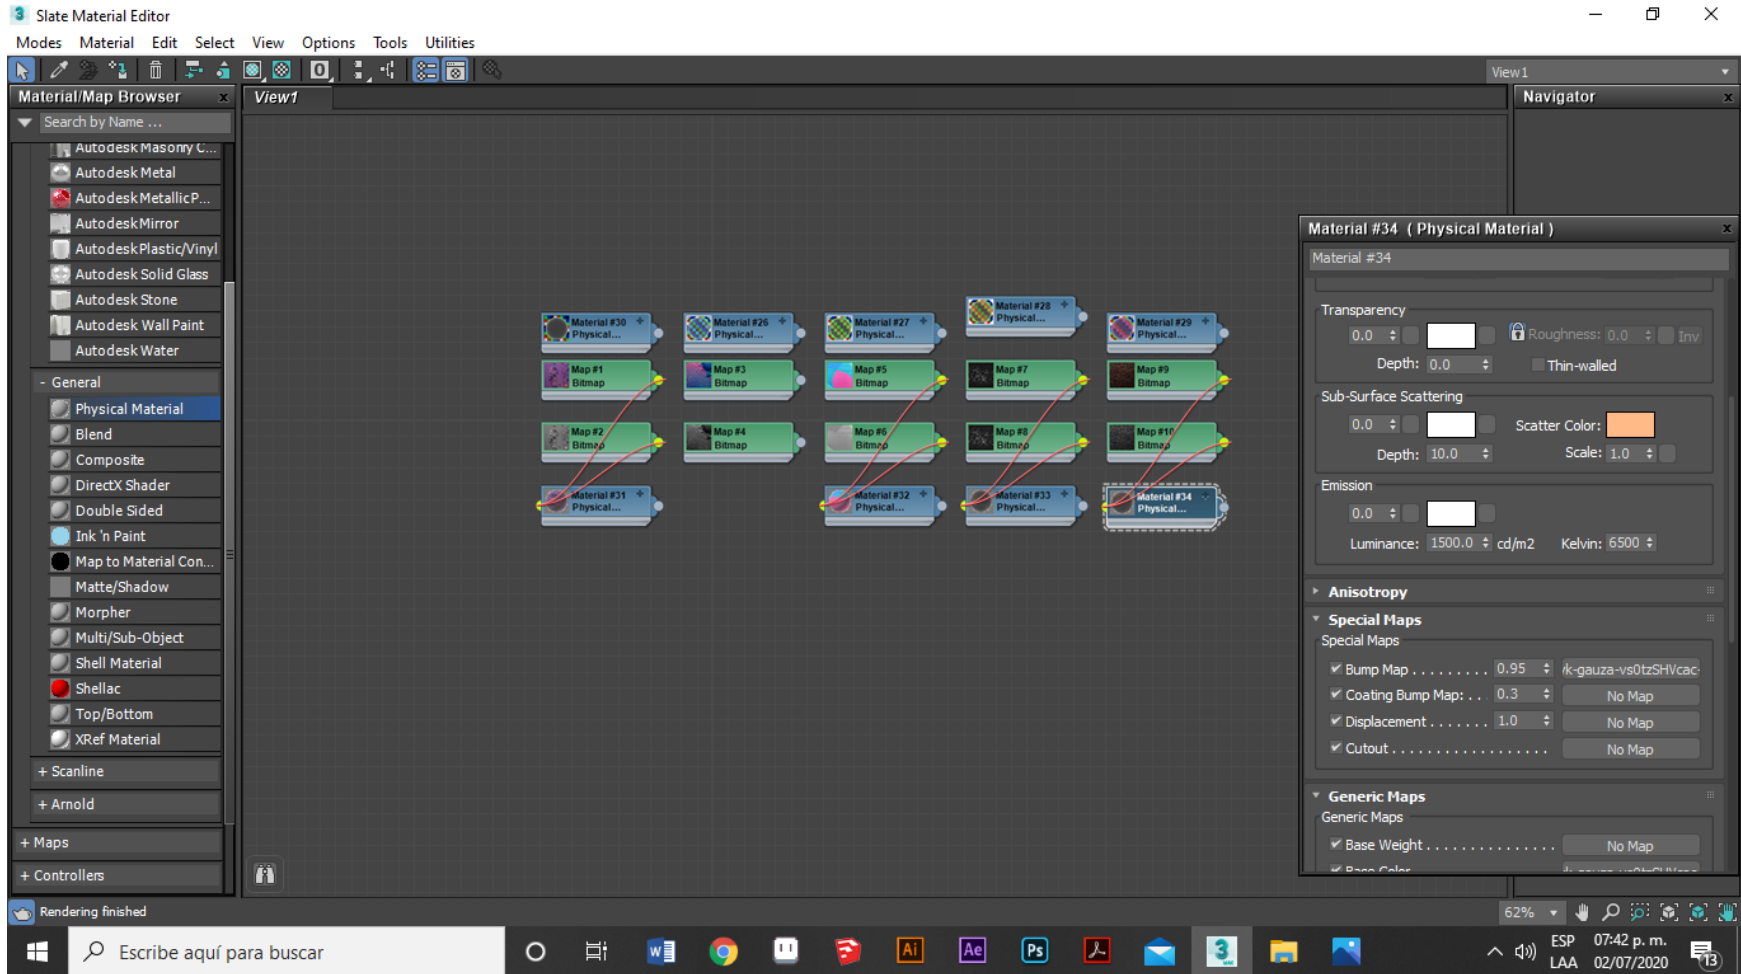 Slate Material Editor
Modes Material Edit Select View Options Tools Utilities
View1
Material/Map Browser x
View1
Navigator x
Search by Name ...
Autodesk Masonry C...
Autodesk Metal
Autodesk Metallic P...
Autodesk Mirror
Autodesk Plastic/Vinyl
Autodesk Solid Glass
Autodesk Stone
Autodesk Wall Paint
Autodesk Water
- General
Physical Material
Blend
Composite
DirectX Shader
Double Sided
Ink 'n Paint
Map to Material Con...
Matte/Shadow
Morpher
Multi/Sub-Object
Shell Material
Shellac
Top/Bottom
XRef Material
+ Scanline
+ Arnold
+ Maps
+ Controllers
Material #30
Physical...
Material #26
Physical...
Material #27
Physical...
Material #28
Physical...
Material #29
Physical...
Map #1
Bitmap
Map #3
Bitmap
Map #5
Bitmap
Map #7
Bitmap
Map #9
Bitmap
Map #2
Bitmap
Map #4
Bitmap
Map #6
Bitmap
Map #8
Bitmap
Map #10
Bitmap
Material #31
Physical...
Material #32
Physical...
Material #33
Physical...
Material #34
Physical...
Material #34 ( Physical Material ) x
Material #34
Transparency
0.0 Roughness: 0.0 Inv
Depth: 0.0 Thin-walled
Sub-Surface Scattering
0.0 Scatter Color:
Depth: 10.0 Scale: 1.0
Emission
0.0
Luminance: 1500.0 cd/m2 Kelvin: 6500
Anisotropy
Special Maps
Special Maps
Bump Map . . . . . . . . . 0.95 /k-gauza-vs0tzSHVcac-
Coating Bump Map: . . . 0.3 No Map
Displacement . . . . . . . 1.0 No Map
Cutout . . . . . . . . . . . . . . . . . . No Map
Generic Maps
Generic Maps
Base Weight . . . . . . . . . . . . . . . No Map
Base Color
Rendering finished
62%
Escribe aquí para buscar
Ai
Ae
Ps
3
ESP
LAA
07:42 p. m.
02/07/2020
13